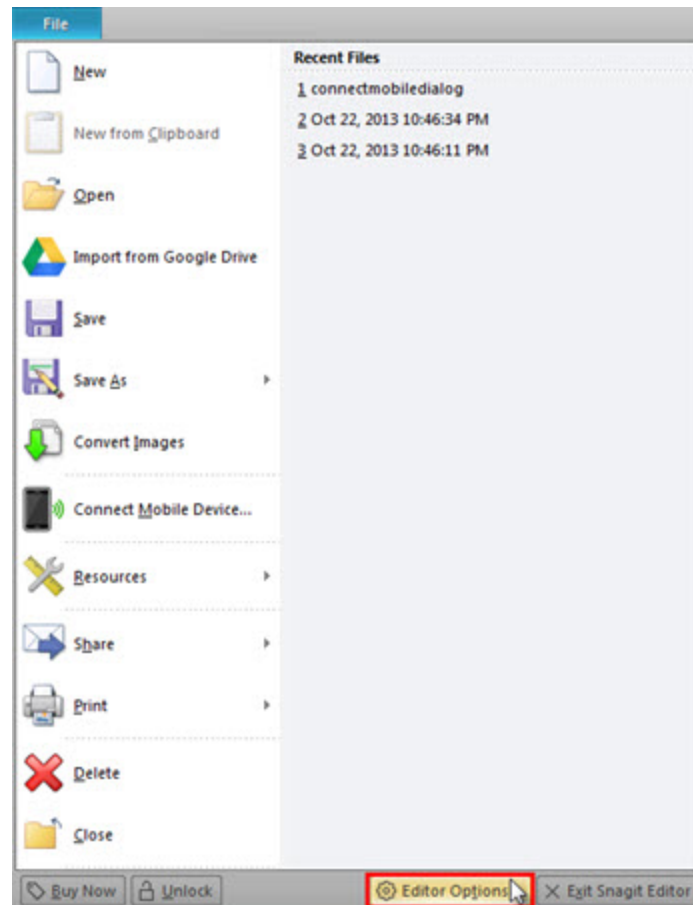 File
New
New from Clipboard
Open
Import from Google Drive
Save
Save As
Convert Images
Connect Mobile Device...
Resources
Share
Print
Delete
Close
Recent Files
1 connectmobiledialog
2 Oct 22, 2013 10:46:34 PM
3 Oct 22, 2013 10:46:11 PM
Buy Now
Unlock
Editor Options
Exit Snagit Editor